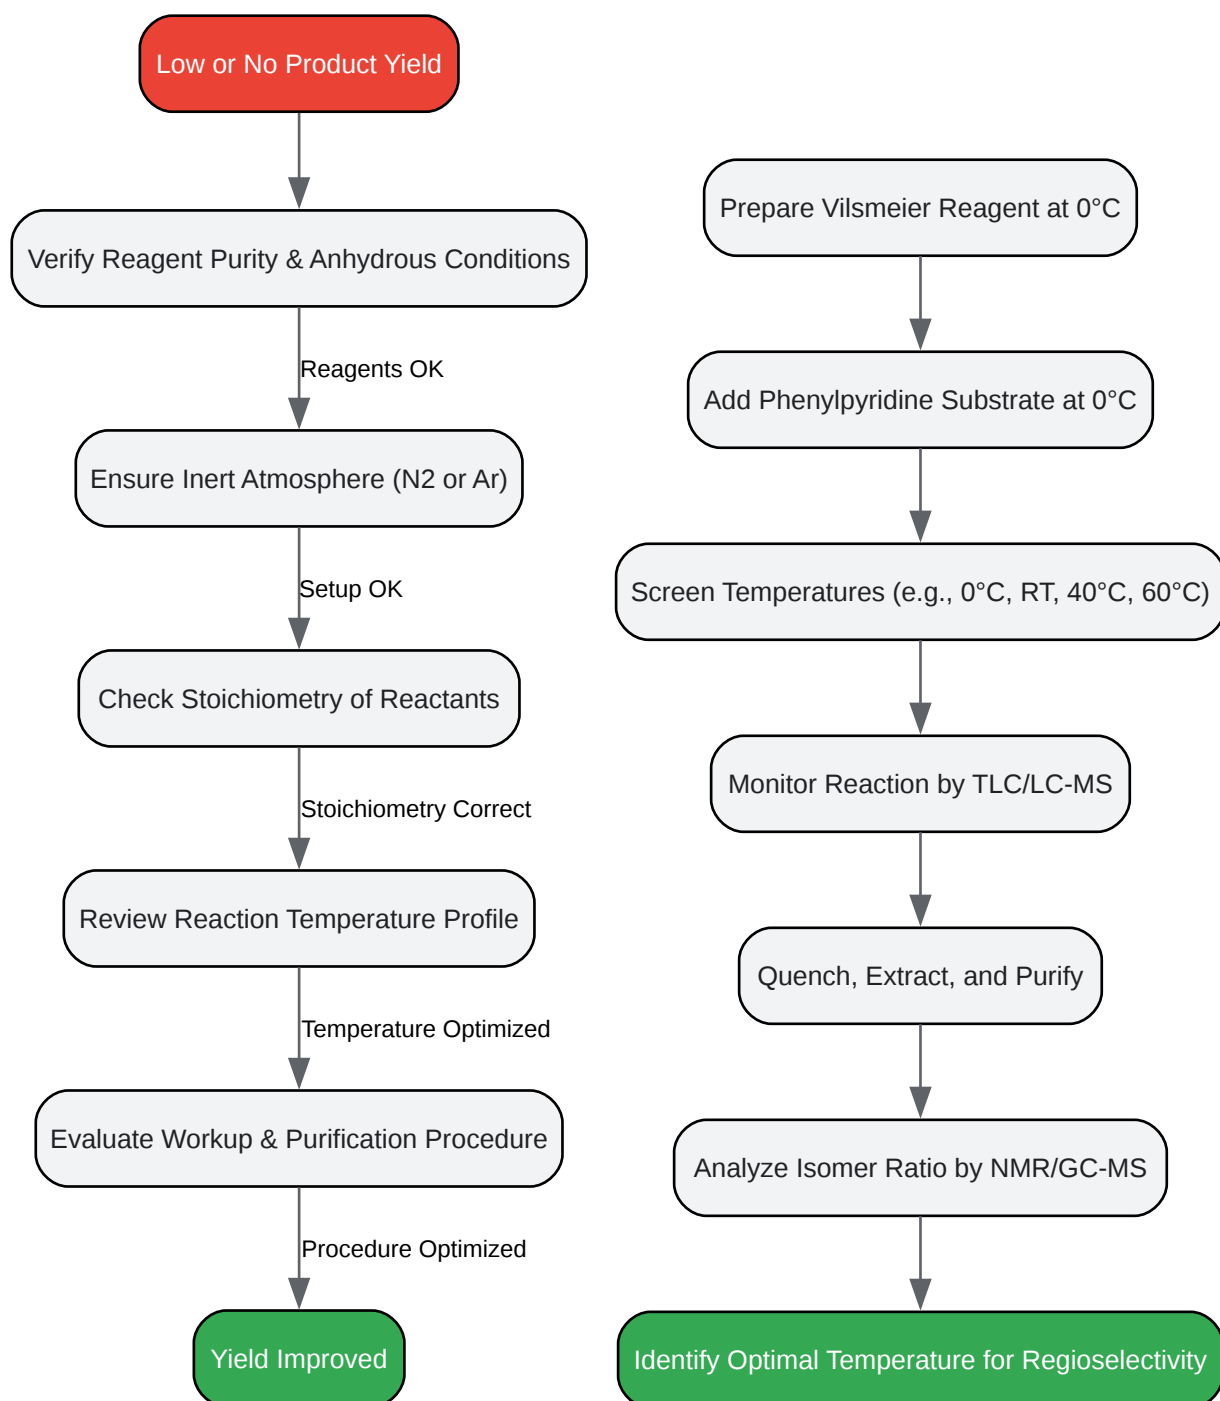 Low or No Product Yield
Verify Reagent Purity & Anhydrous Conditions
Reagents OK
Ensure Inert Atmosphere (N2 or Ar)
Setup OK
Check Stoichiometry of Reactants
Stoichiometry Correct
Review Reaction Temperature Profile
Temperature Optimized
Evaluate Workup & Purification Procedure
Procedure Optimized
Yield Improved
Prepare Vilsmeier Reagent at 0°C
Add Phenylpyridine Substrate at 0°C
Screen Temperatures (e.g., 0°C, RT, 40°C, 60°C)
Monitor Reaction by TLC/LC-MS
Quench, Extract, and Purify
Analyze Isomer Ratio by NMR/GC-MS
Identify Optimal Temperature for Regioselectivity